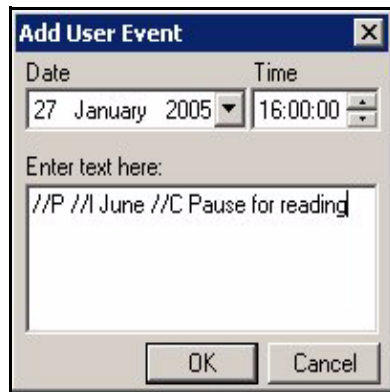 Add User Event
Date Time
27 January 2005 16:00:00
Enter text here:
//P //I June //C Pause for reading
OK Cancel